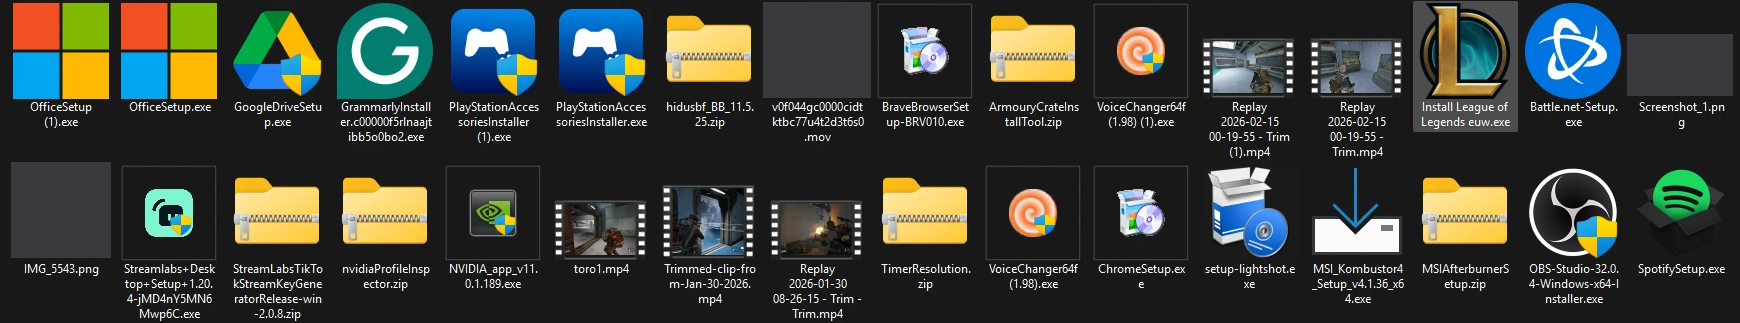 OfficeSetup
(1).exe
OfficeSetup.exe
GoogleDriveSetu
p.exe
GrammarlyInstall
er.c00000f5rlnaajt
ibb5o0bo2.exe
PlayStationAcces
soriesInstaller
(1).exe
PlayStationAcces
soriesInstaller.exe
hidusbf_BB_11.5.
25.zip
v0f044gc0000cidt
ktbc77u4t2d3t6s0
.mov
BraveBrowserSet
up-BRV010.exe
ArmouryCrateIns
tallTool.zip
VoiceChanger64f
(1.98) (1).exe
Replay
2026-02-15
00-19-55 - Trim
(1).mp4
Replay
2026-02-15
00-19-55 -
Trim.mp4
Install League of
Legends euw.exe
Battle.net-Setup.
exe
Screenshot_1.pn
g
IMG_5543.png
Streamlabs+Desk
top+Setup+1.20.
4-jMD4nY5MN6
Mwp6C.exe
StreamLabsTikTo
kStreamKeyGene
ratorRelease-win
-2.0.8.zip
nvidiaProfileInsp
ector.zip
NVIDIA_app_v11.
0.1.189.exe
toro1.mp4
Trimmed-clip-fro
m-Jan-30-2026.
mp4
Replay
2026-01-30
08-26-15 - Trim -
Trim.mp4
TimerResolution.
zip
VoiceChanger64f
(1.98).exe
ChromeSetup.ex
e
setup-lightshot.e
xe
MSI_Kombustor4
_Setup_v4.1.36_x
64.exe
MSIAfterburnerS
etup.zip
OBS-Studio-32.0.
4-Windows-x64-I
nstaller.exe
SpotifySetup.exe